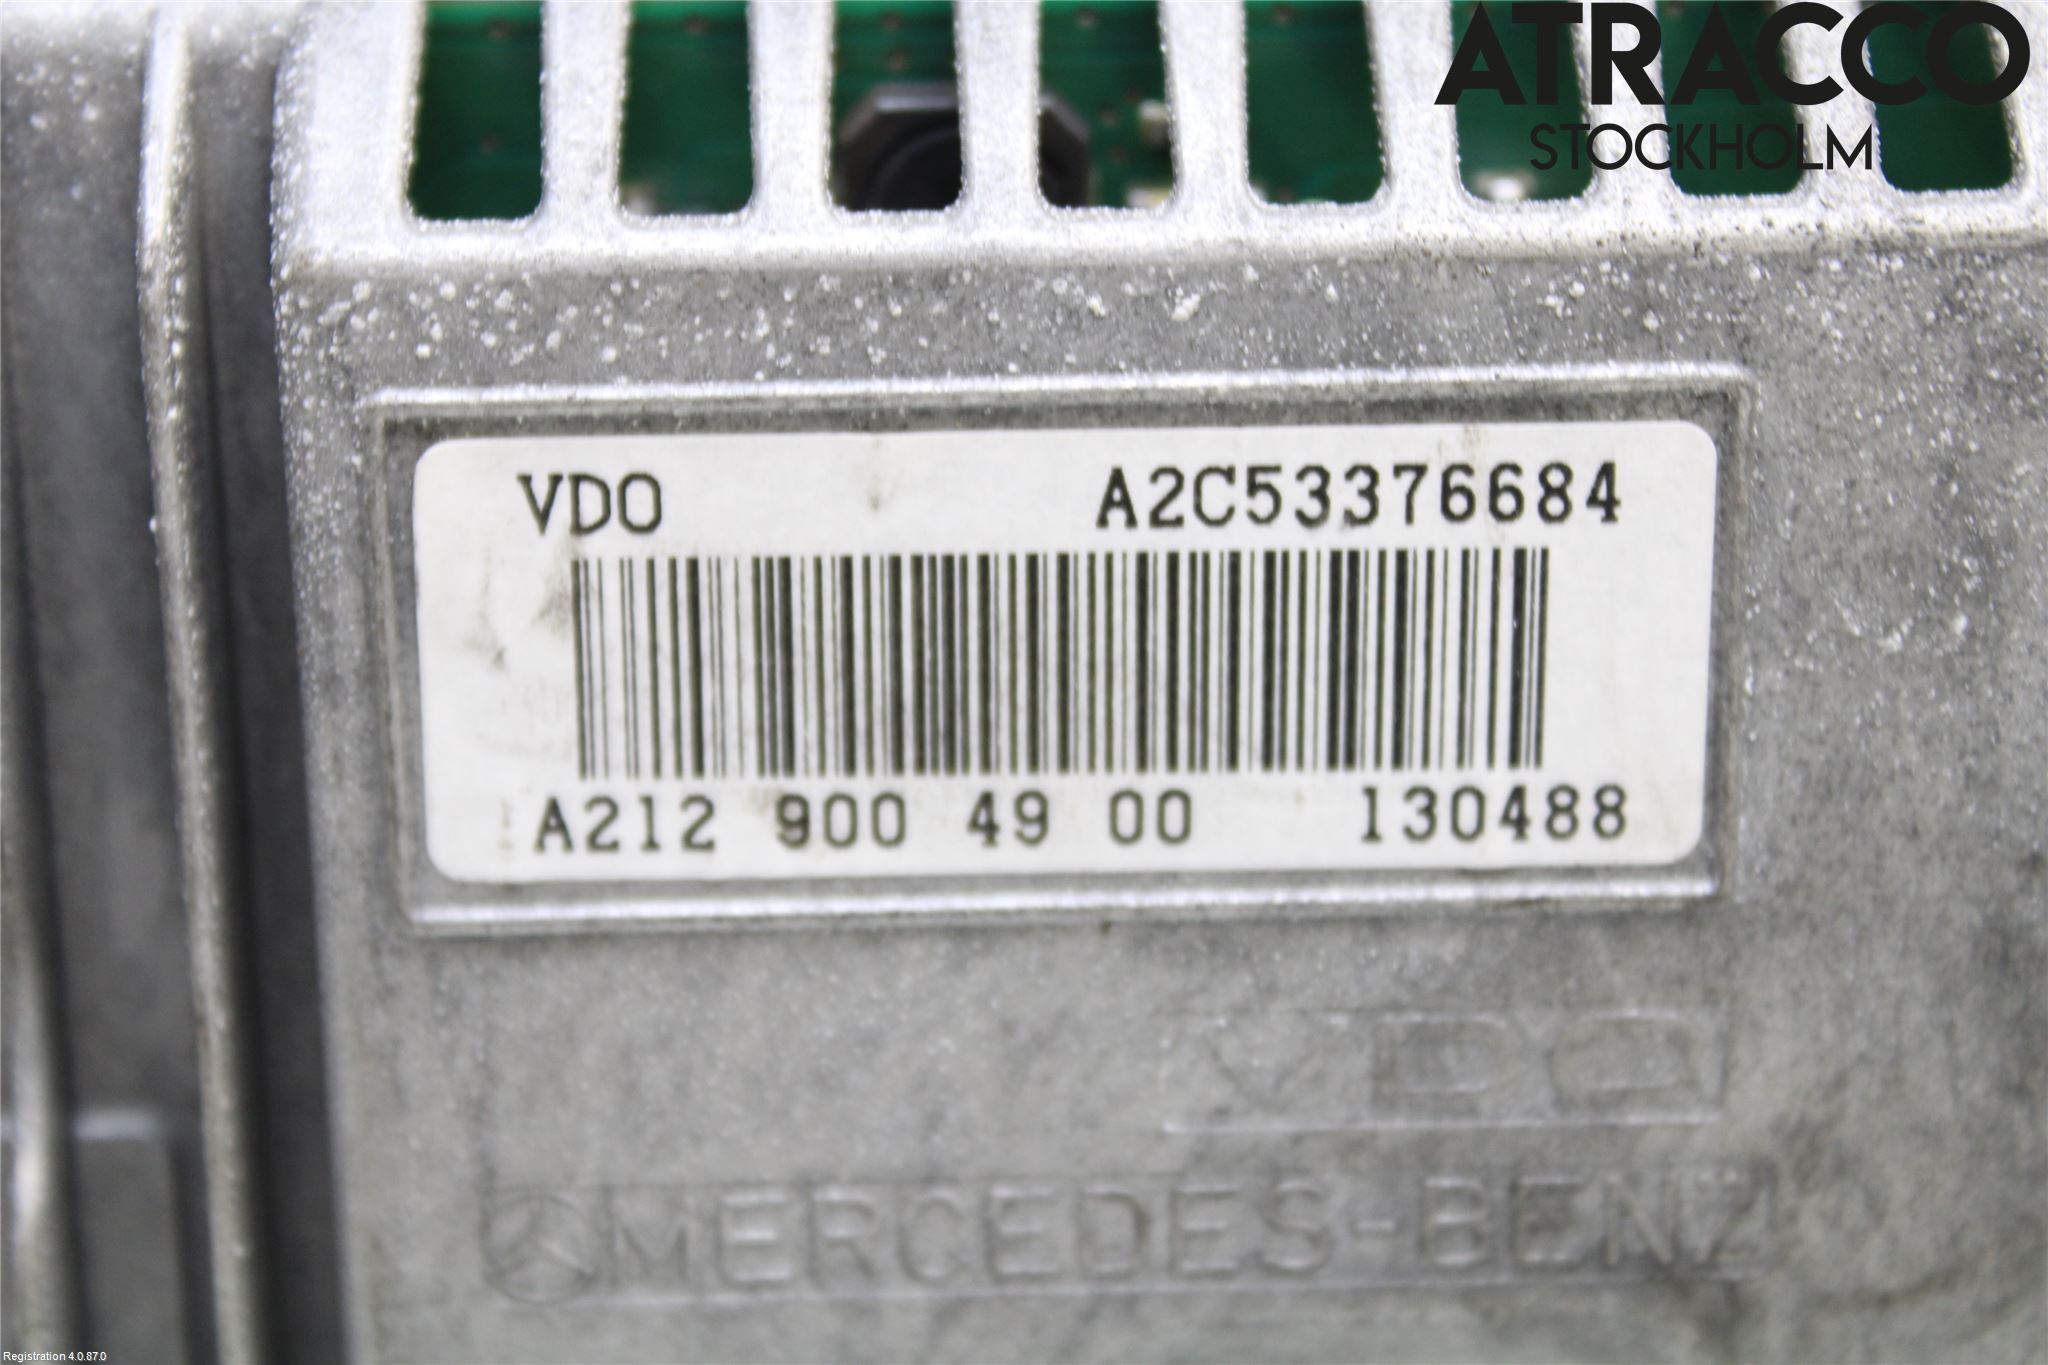 ATRACCO
STOCKHOLM
VDO A2C53376684
A212 900 49 00 130488
VDO
MERCEDES-BENZ
Registration 4.0.87.0